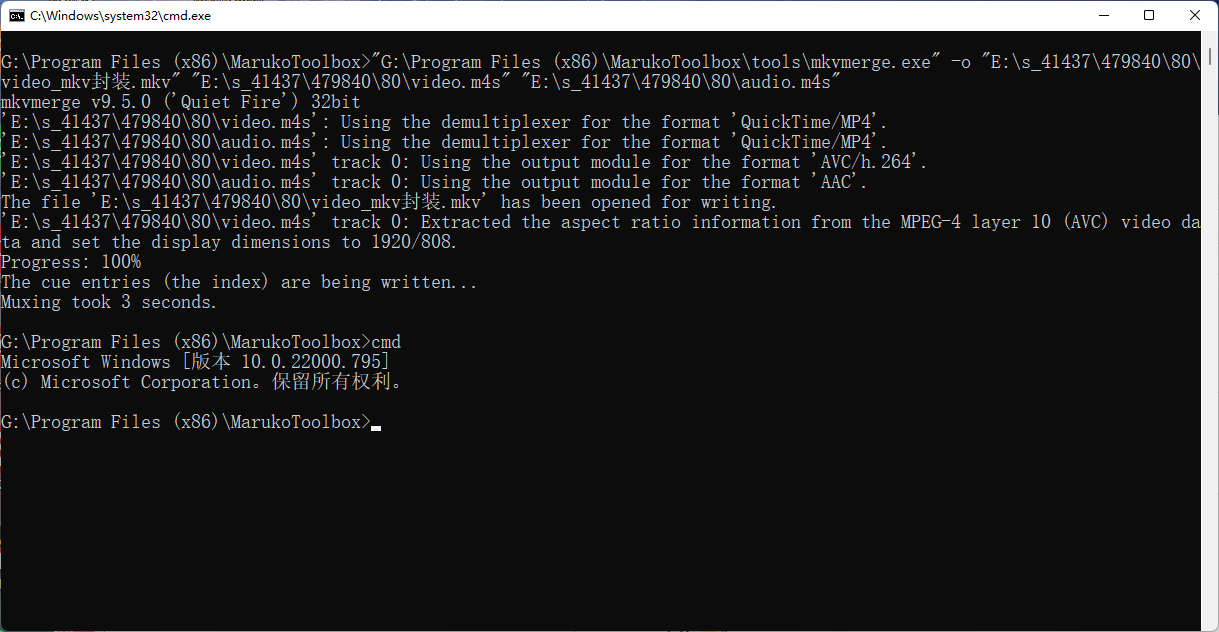 C:\Windows\system32\cmd.exe
G:\Program Files (x86)\MarukoToolbox>"G:\Program Files (x86)\MarukoToolbox\tools\mkvmerge.exe" -o "E:\s_41437\479840\80\
video_mkv封装.mkv" "E:\s_41437\479840\80\video.m4s" "E:\s_41437\479840\80\audio.m4s"
mkvmerge v9.5.0 ('Quiet Fire') 32bit
'E:\s_41437\479840\80\video.m4s': Using the demultiplexer for the format 'QuickTime/MP4'.
'E:\s_41437\479840\80\audio.m4s': Using the demultiplexer for the format 'QuickTime/MP4'.
'E:\s_41437\479840\80\video.m4s' track 0: Using the output module for the format 'AVC/h.264'.
'E:\s_41437\479840\80\audio.m4s' track 0: Using the output module for the format 'AAC'.
The file 'E:\s_41437\479840\80\video_mkv封装.mkv' has been opened for writing.
'E:\s_41437\479840\80\video.m4s' track 0: Extracted the aspect ratio information from the MPEG-4 layer 10 (AVC) video da
ta and set the display dimensions to 1920/808.
Progress: 100%
The cue entries (the index) are being written...
Muxing took 3 seconds.
G:\Program Files (x86)\MarukoToolbox>cmd
Microsoft Windows [版本 10.0.22000.795]
(c) Microsoft Corporation。保留所有权利。
G:\Program Files (x86)\MarukoToolbox>